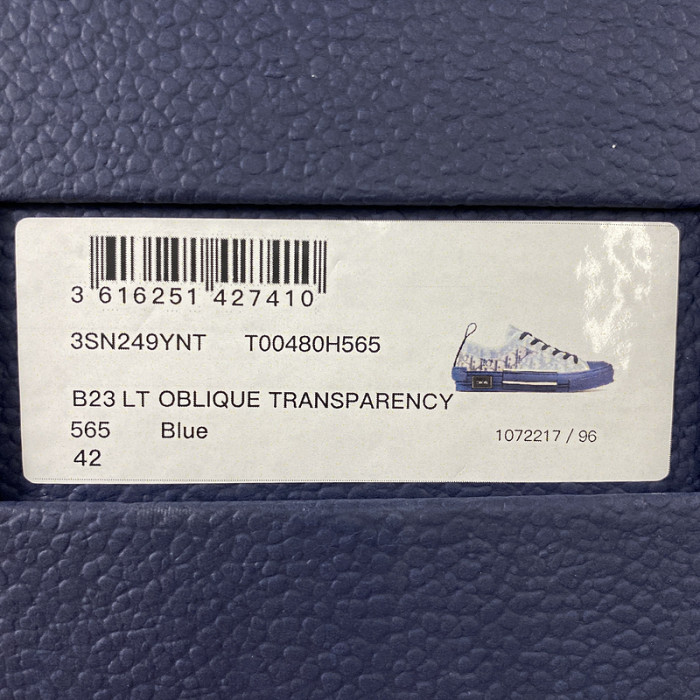 3 616251 427410
3SN249YNT T00480H565
B23 LT OBLIQUE TRANSPARENCY
565 Blue
42
1072217 / 96